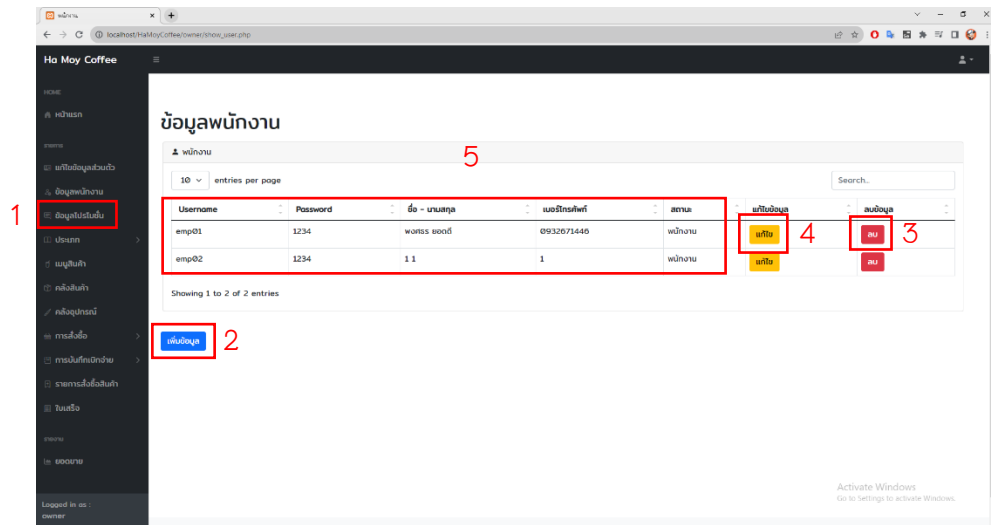 พนักงาน
localhost/HaMoyCoffee/owner/show_user.php
Ha Moy Coffee
HOME
หน้าแรก
รายการ
แก้ไขข้อมูลส่วนตัว
ข้อมูลพนักงาน
1 ข้อมูลโปรโมชั่น
ประเภท
เมนูสินค้า
คลังสินค้า
คลังอุปกรณ์
การสั่งซื้อ
การบันทึกเบิกจ่าย
รายการสั่งซื้อสินค้า
ใบเสร็จ
รายงาน
ยอดขาย
Logged in as :
owner
ข้อมูลพนักงาน
พนักงาน
5
10 entries per page Search..
Username Password ชื่อ - นามสกุล เบอร์โทรศัพท์ สถานะ แก้ไขข้อมูล ลบข้อมูล
emp01 1234 พงศธร ยอดดี 0932671446 พนักงาน แก้ไข 4 ลบ 3
emp02 1234 1 1 1 พนักงาน แก้ไข ลบ
Showing 1 to 2 of 2 entries
เพิ่มข้อมูล 2
Activate Windows
Go to Settings to activate Windows.